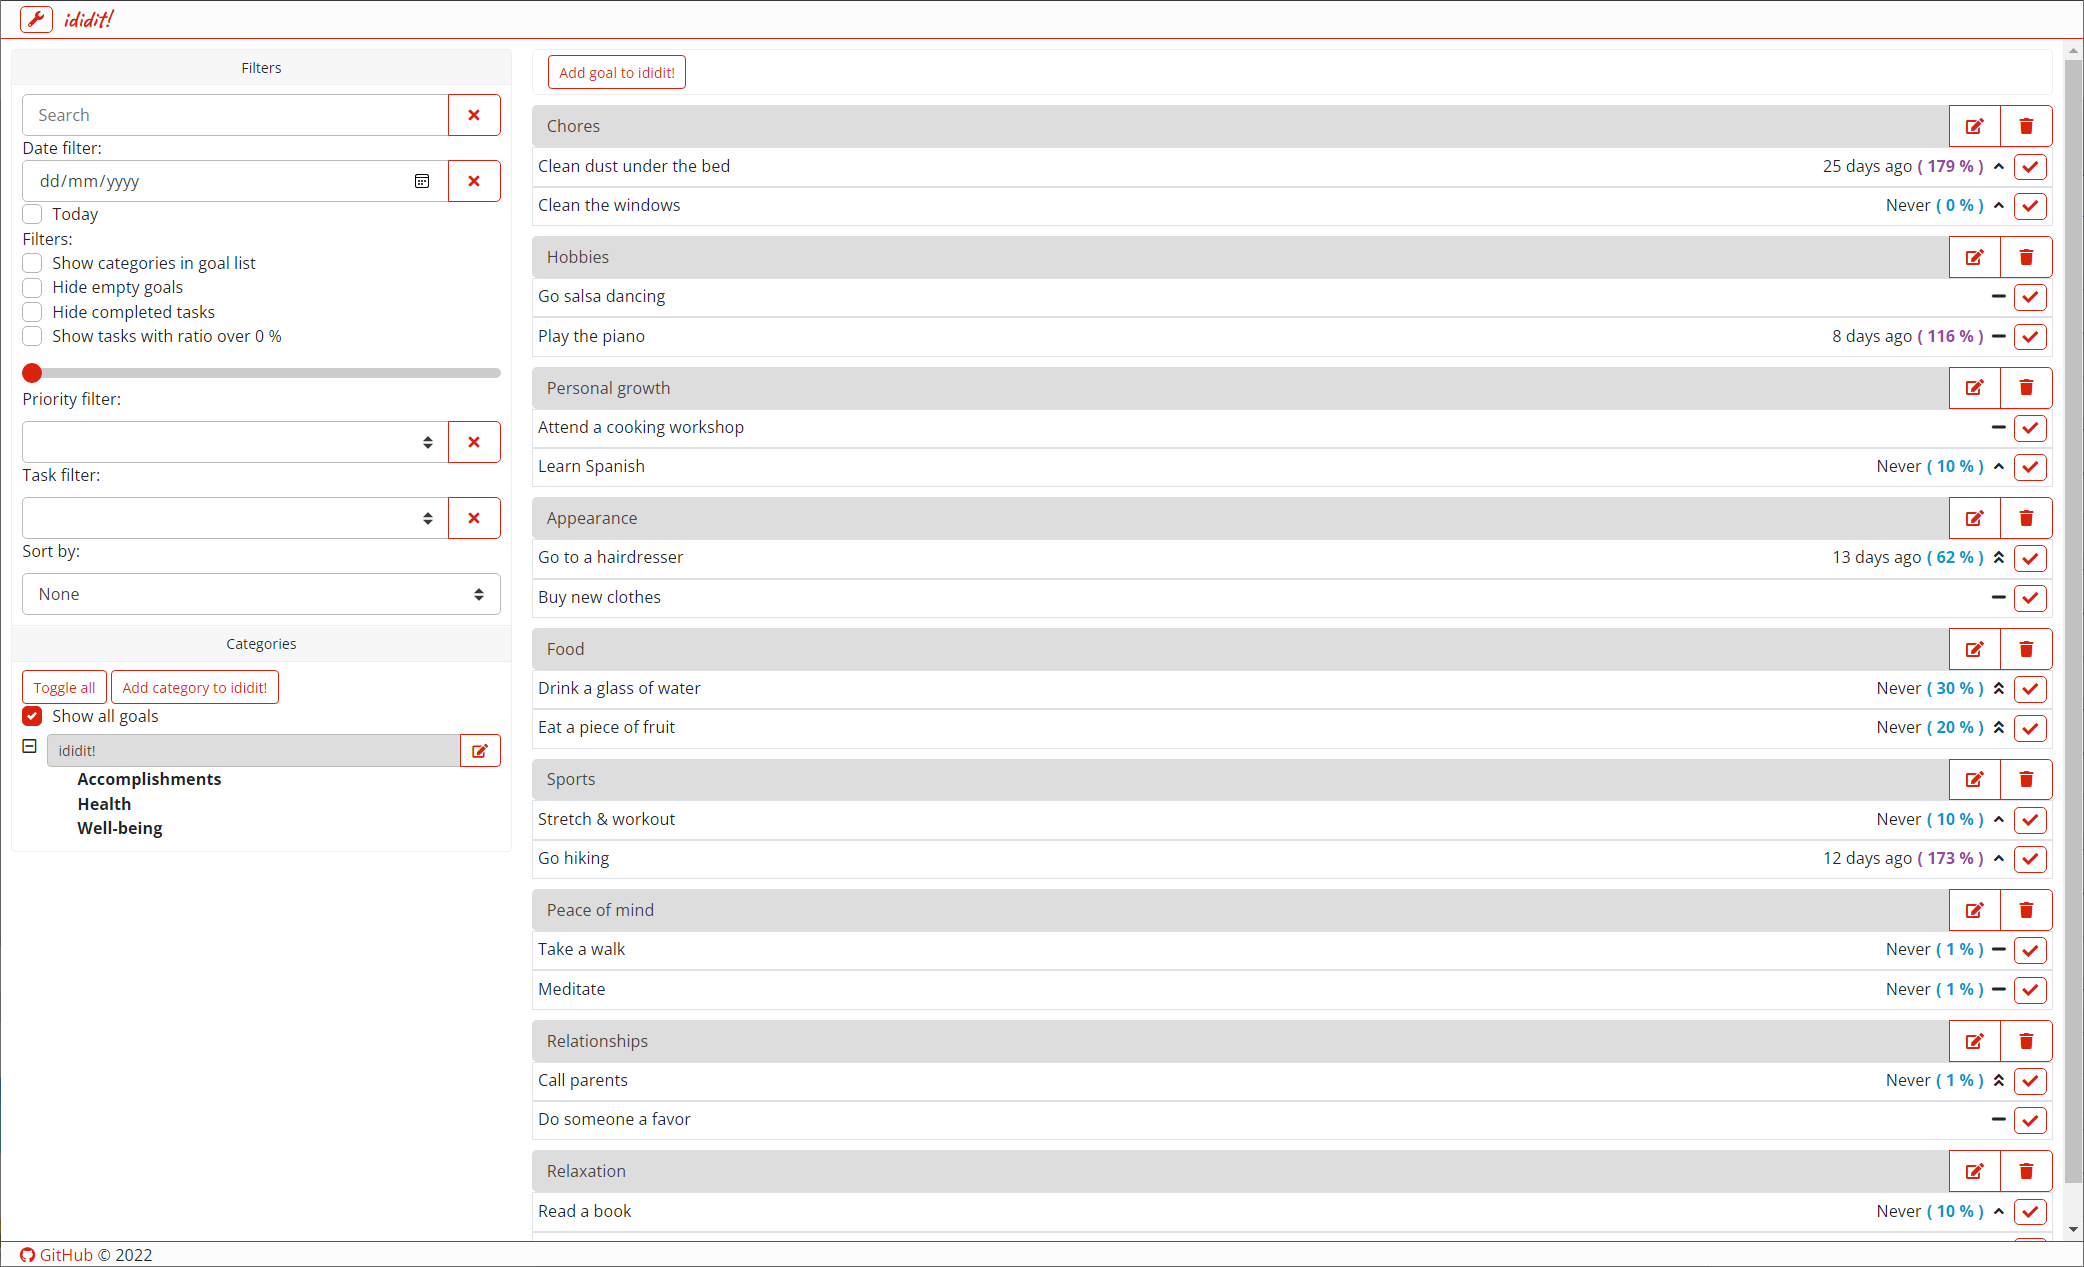 ididit!
Filters
Search
Date filter:
dd/mm/yyyy
Today
Filters:
Show categories in goal list
Hide empty goals
Hide completed tasks
Show tasks with ratio over 0 %
Priority filter:
Task filter:
Sort by:
None
Categories
Toggle all
Add category to ididit!
Show all goals
ididit!
Accomplishments
Health
Well-being
Add goal to ididit!
Chores
Clean dust under the bed 25 days ago ( 179 % )
Clean the windows Never ( 0 % )
Hobbies
Go salsa dancing
Play the piano 8 days ago ( 116 % )
Personal growth
Attend a cooking workshop
Learn Spanish Never ( 10 % )
Appearance
Go to a hairdresser 13 days ago ( 62 % )
Buy new clothes
Food
Drink a glass of water Never ( 30 % )
Eat a piece of fruit Never ( 20 % )
Sports
Stretch & workout Never ( 10 % )
Go hiking 12 days ago ( 173 % )
Peace of mind
Take a walk Never ( 1 % )
Meditate Never ( 1 % )
Relationships
Call parents Never ( 1 % )
Do someone a favor
Relaxation
Read a book Never ( 10 % )
GitHub © 2022